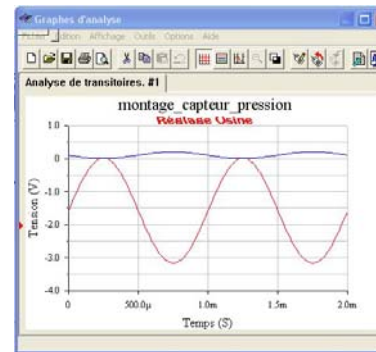 Graphes d'analyse
Fichier Edition Affichage Outils Options Aide
Analyse de transitoires. #1
montage_capteur_pression
Réglage Usine
Tension (V)
1.0
0
-1.0
-2.0
-3.0
-4.0
0 500.0µ 1.0m 1.5m 2.0m
Temps (S)